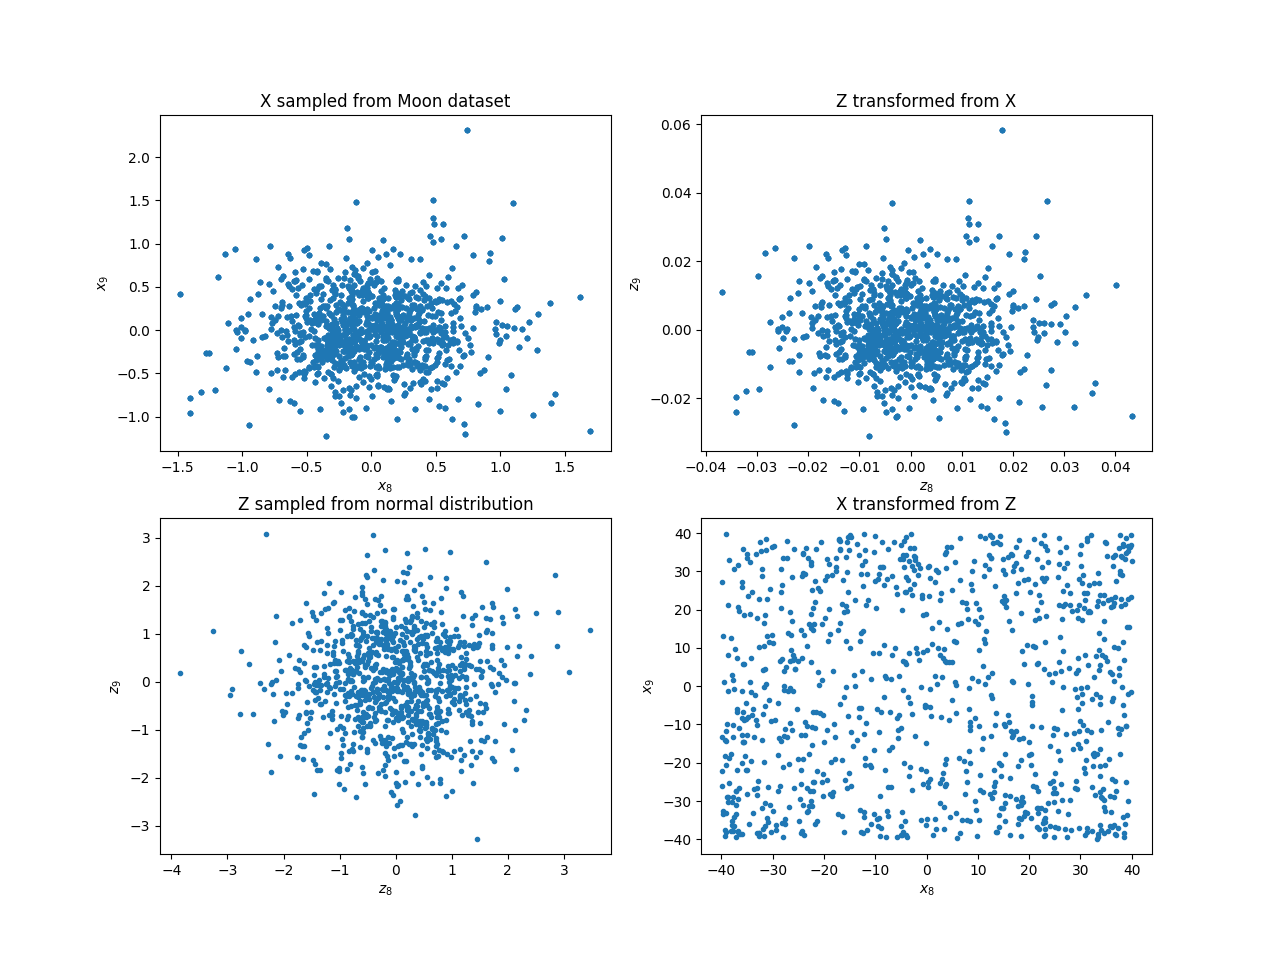 X sampled from Moon dataset
x₉
2.0
1.5
1.0
0.5
0.0
−0.5
−1.0
−1.5 −1.0 −0.5 0.0 0.5 1.0 1.5
x₈
Z transformed from X
z₉
0.06
0.04
0.02
0.00
−0.02
−0.04 −0.03 −0.02 −0.01 0.00 0.01 0.02 0.03 0.04
z₈
Z sampled from normal distribution
z₉
3
2
1
0
−1
−2
−3
−4 −3 −2 −1 0 1 2 3
z₈
X transformed from Z
x₉
40
30
20
10
0
−10
−20
−30
−40
−40 −30 −20 −10 0 10 20 30 40
x₈